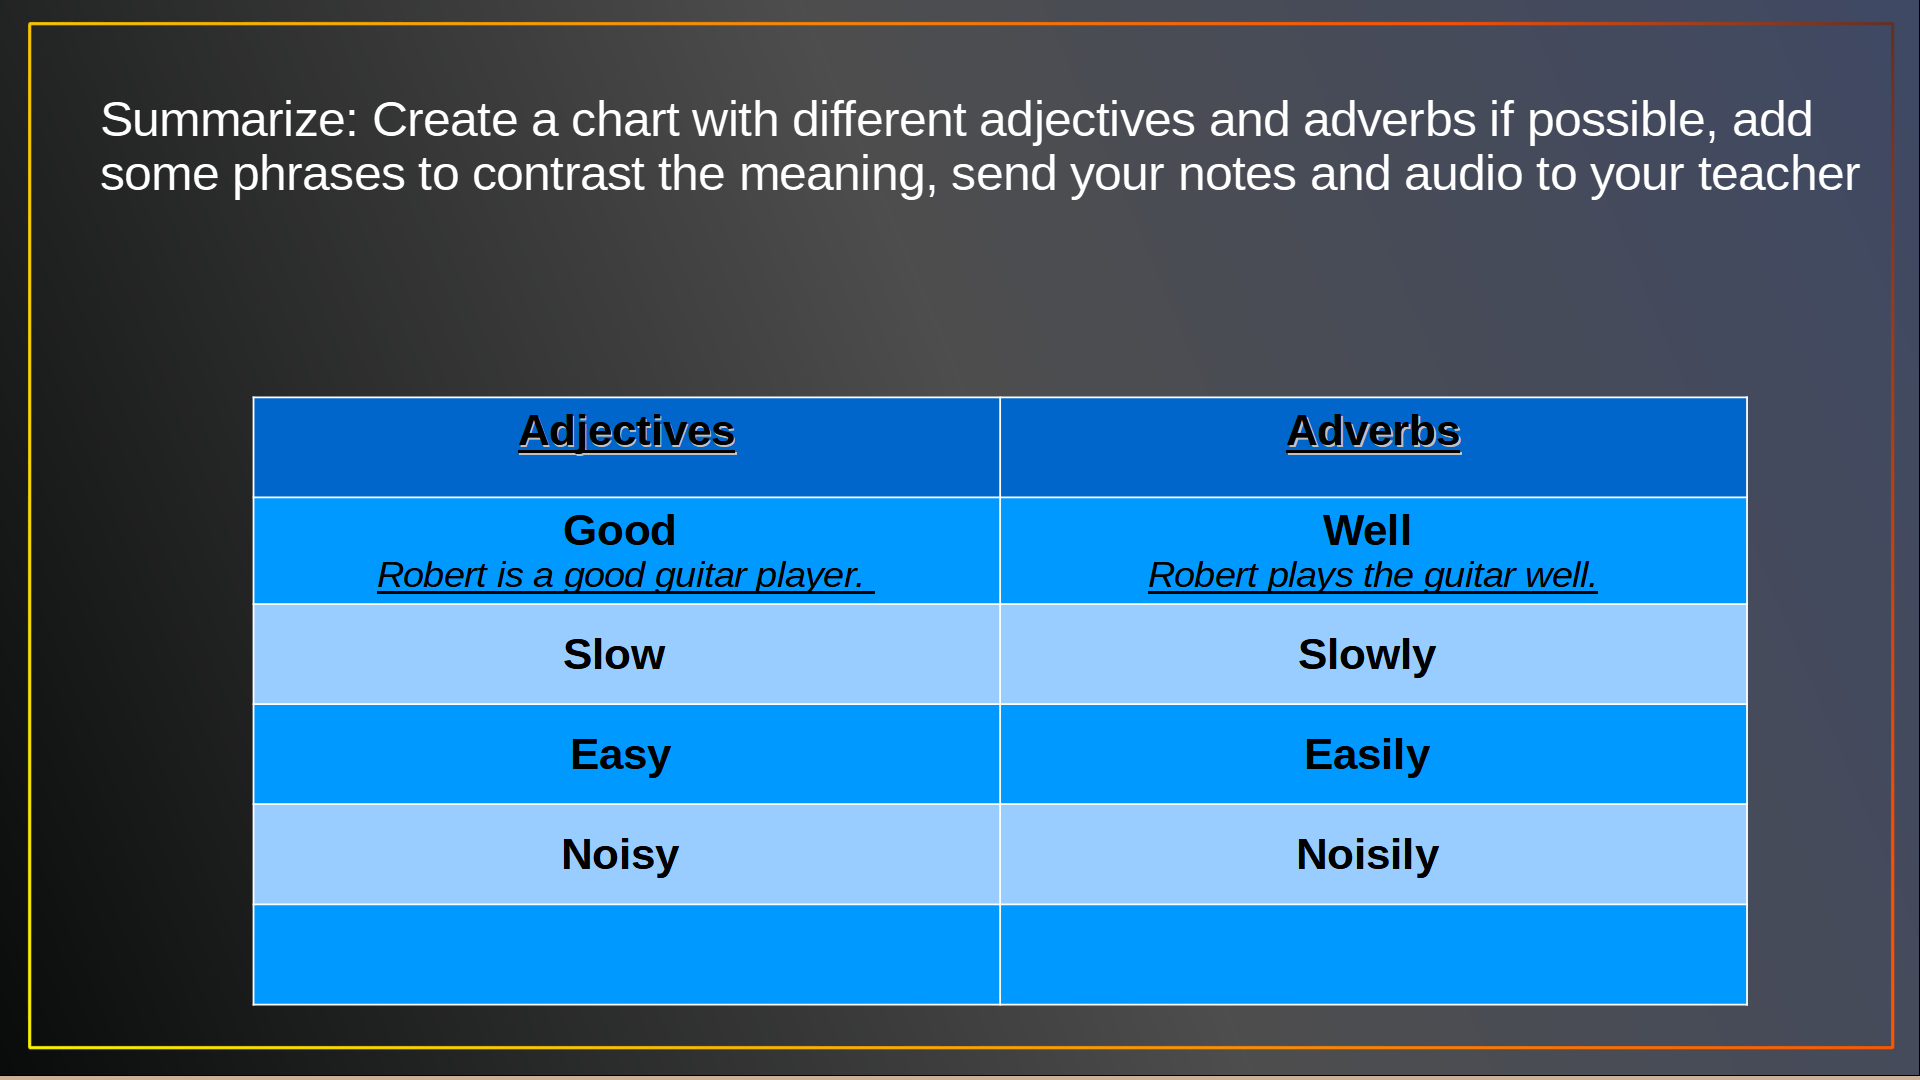 Summarize: Create a chart with different adjectives and adverbs if possible, add
some phrases to contrast the meaning, send your notes and audio to your teacher
Adjectives
Adverbs
Good
Robert is a good guitar player.
Well
Robert plays the guitar well.
Slow
Slowly
Easy
Easily
Noisy
Noisily